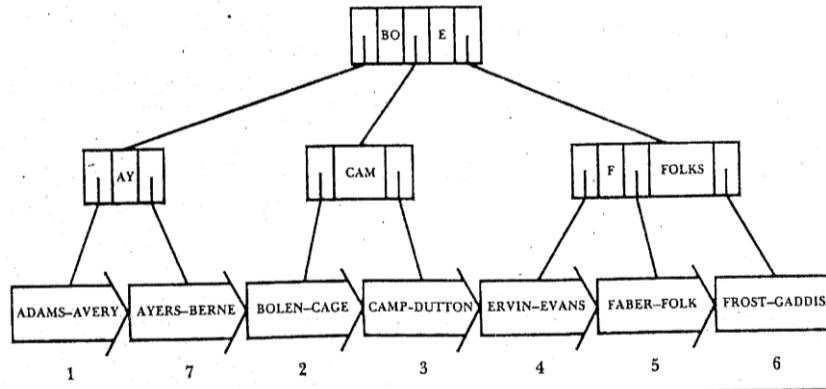 BO E
AY CAM F FOLKS
ADAMS–AVERY AYERS–BERNE BOLEN–CAGE CAMP–DUTTON ERVIN–EVANS FABER–FOLK FROST–GADDIS
1 7 2 3 4 5 6